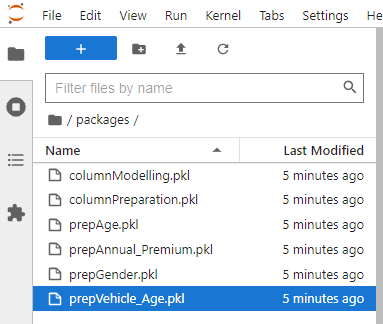 File Edit View Run Kernel Tabs Settings He
Filter files by name
/ packages /
Name Last Modified
columnModelling.pkl 5 minutes ago
columnPreparation.pkl 5 minutes ago
prepAge.pkl 5 minutes ago
prepAnnual_Premium.pkl 5 minutes ago
prepGender.pkl 5 minutes ago
prepVehicle_Age.pkl 5 minutes ago